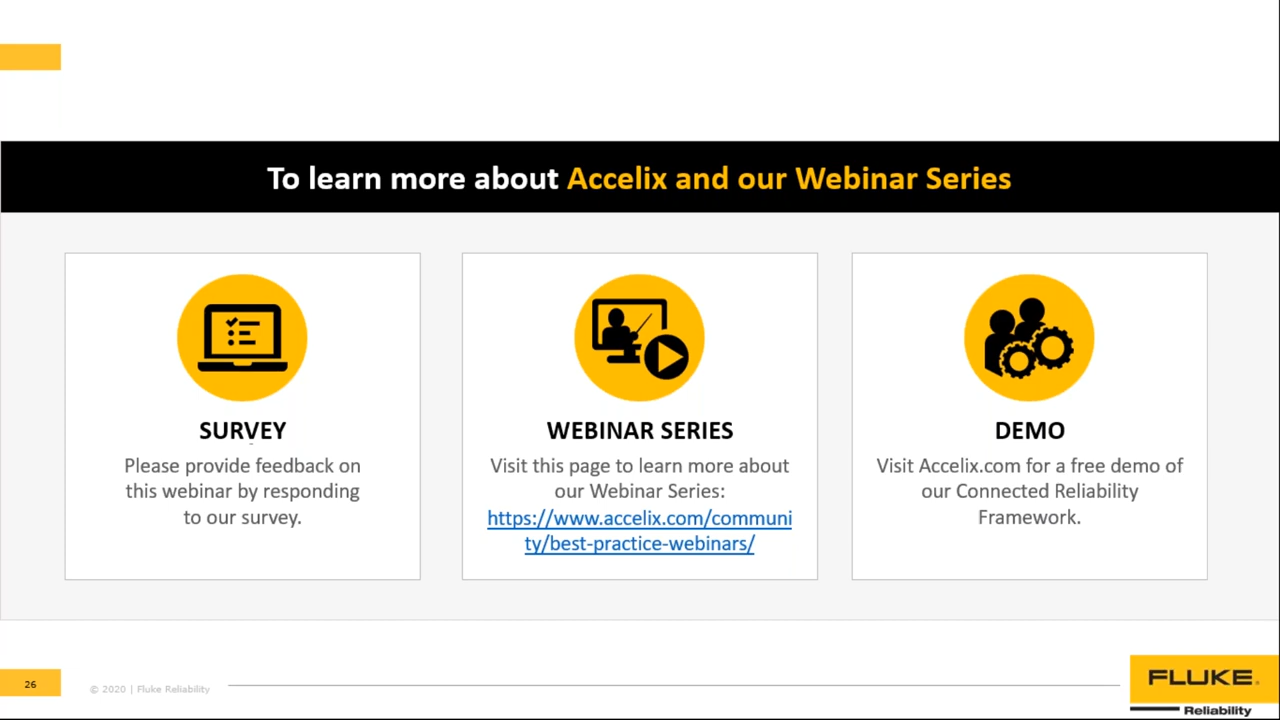 To learn more about Accelix and our Webinar Series
SURVEY
Please provide feedback on
this webinar by responding
to our survey.
WEBINAR SERIES
Visit this page to learn more about
our Webinar Series:
https://www.accelix.com/communi
ty/best-practice-webinars/
DEMO
Visit Accelix.com for a free demo of
our Connected Reliability
Framework.
26
© 2020 | Fluke Reliability
FLUKE®
Reliability